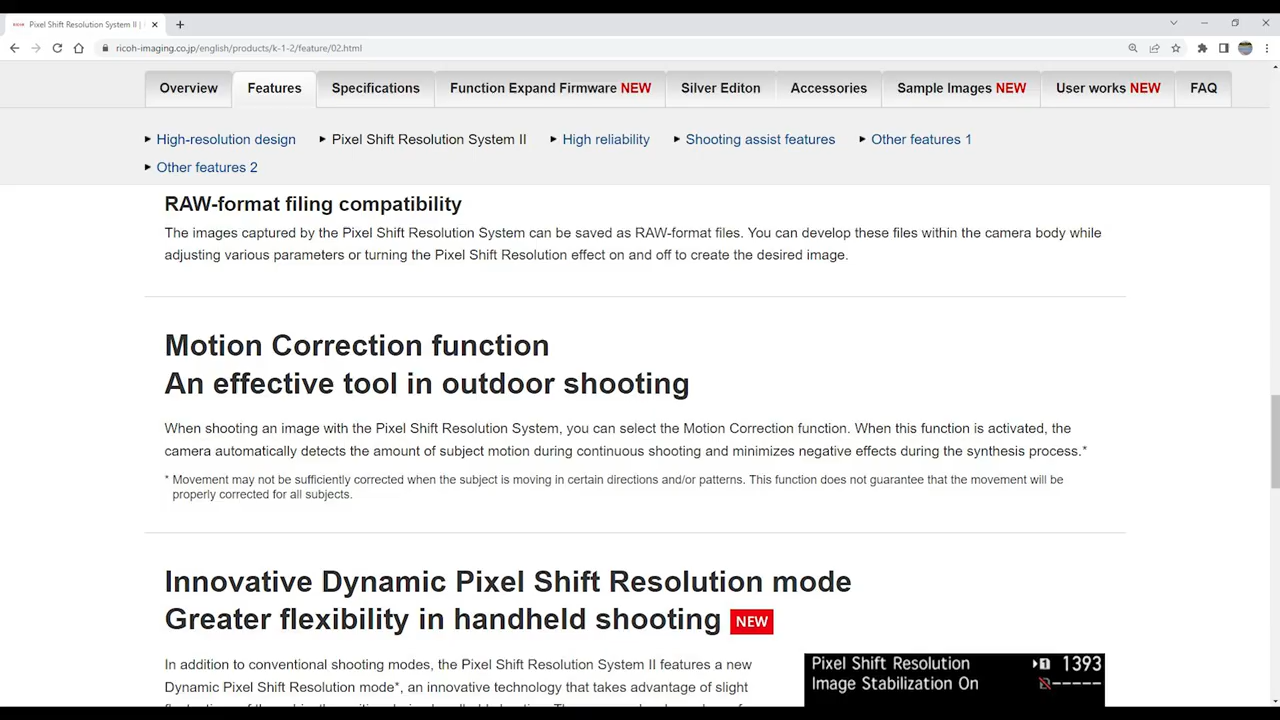 Pixel Shift Resolution System II |
ricoh-imaging.co.jp/english/products/k-1-2/feature/02.html
Overview Features Specifications Function Expand Firmware NEW Silver Editon Accessories Sample Images NEW User works NEW FAQ
High-resolution design Pixel Shift Resolution System II High reliability Shooting assist features Other features 1
Other features 2
RAW-format filing compatibility
The images captured by the Pixel Shift Resolution System can be saved as RAW-format files. You can develop these files within the camera body while
adjusting various parameters or turning the Pixel Shift Resolution effect on and off to create the desired image.
Motion Correction function
An effective tool in outdoor shooting
When shooting an image with the Pixel Shift Resolution System, you can select the Motion Correction function. When this function is activated, the
camera automatically detects the amount of subject motion during continuous shooting and minimizes negative effects during the synthesis process.*
* Movement may not be sufficiently corrected when the subject is moving in certain directions and/or patterns. This function does not guarantee that the movement will be
properly corrected for all subjects.
Innovative Dynamic Pixel Shift Resolution mode
Greater flexibility in handheld shooting NEW
In addition to conventional shooting modes, the Pixel Shift Resolution System II features a new
Dynamic Pixel Shift Resolution mode*, an innovative technology that takes advantage of slight
Pixel Shift Resolution 1 1393
Image Stabilization On -----